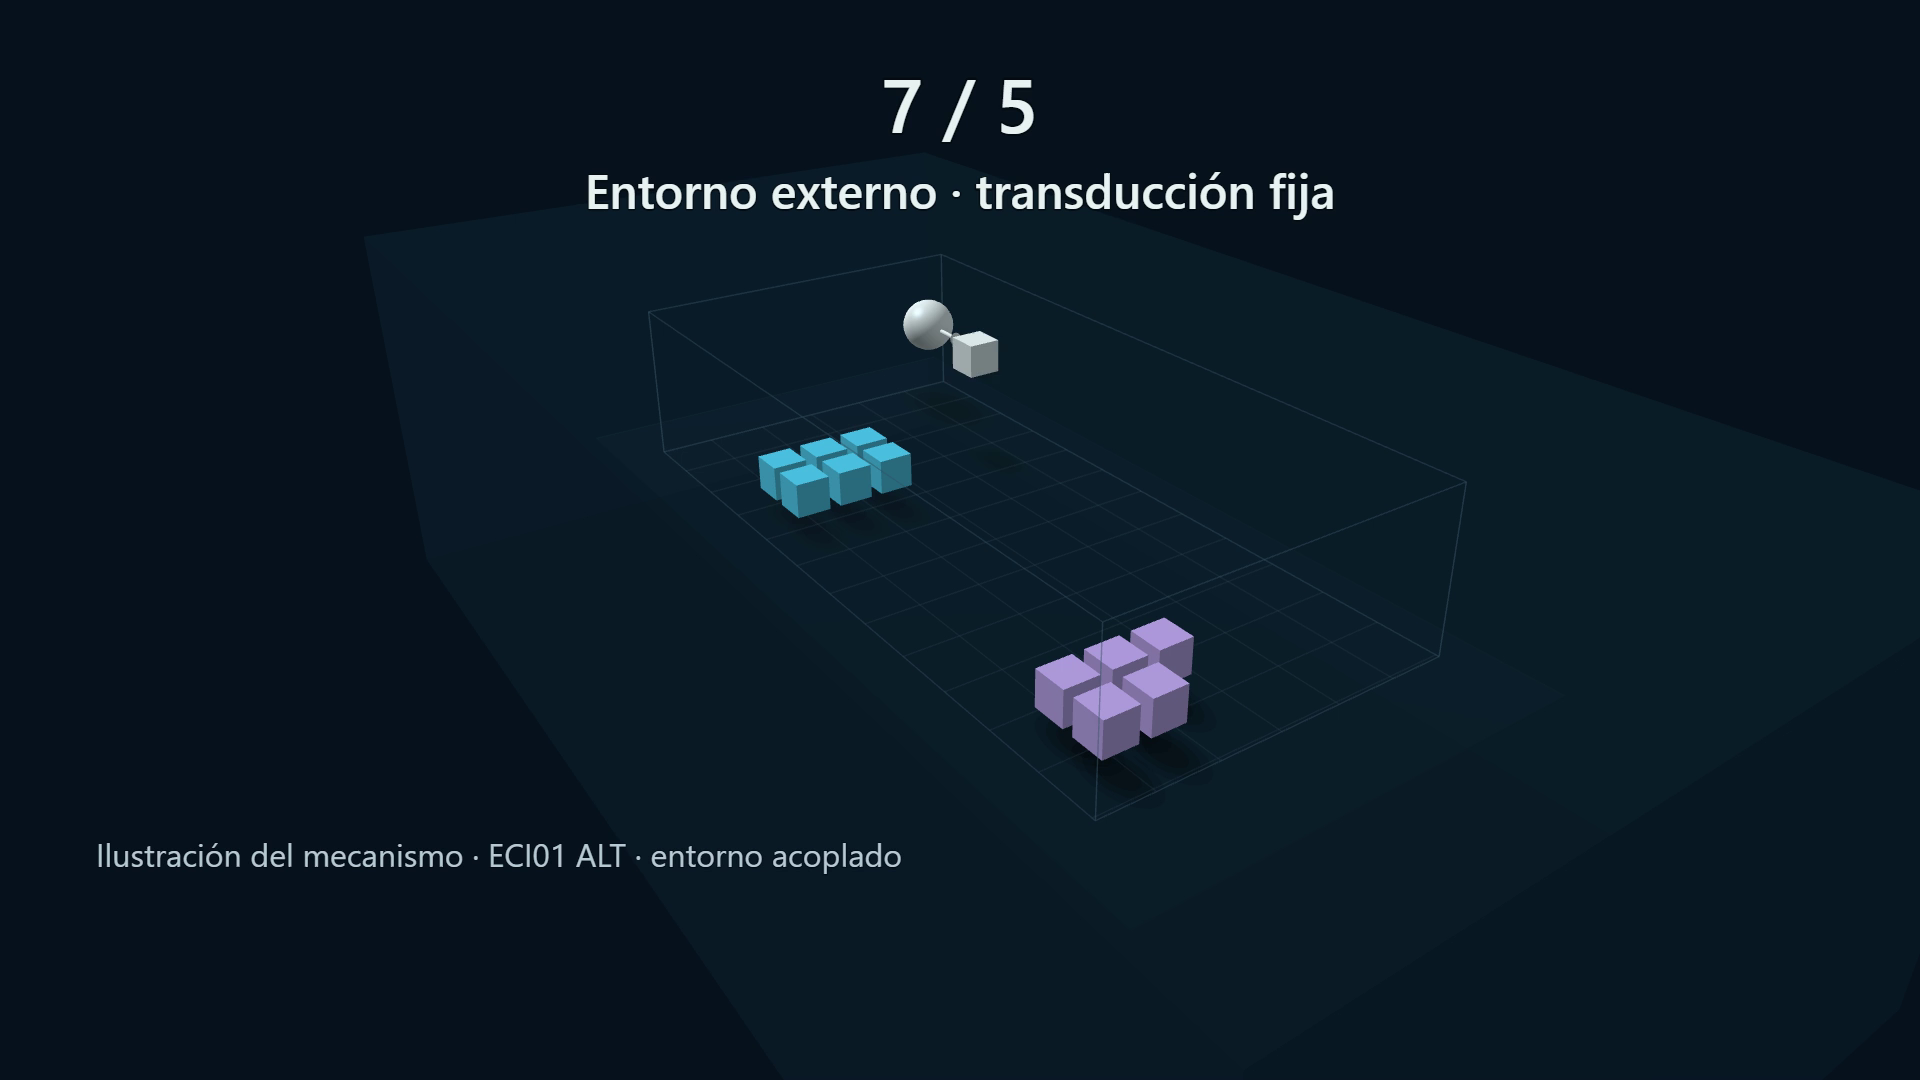 7 / 5
Entorno externo · transducción fija
Ilustración del mecanismo · ECI01 ALT · entorno acoplado